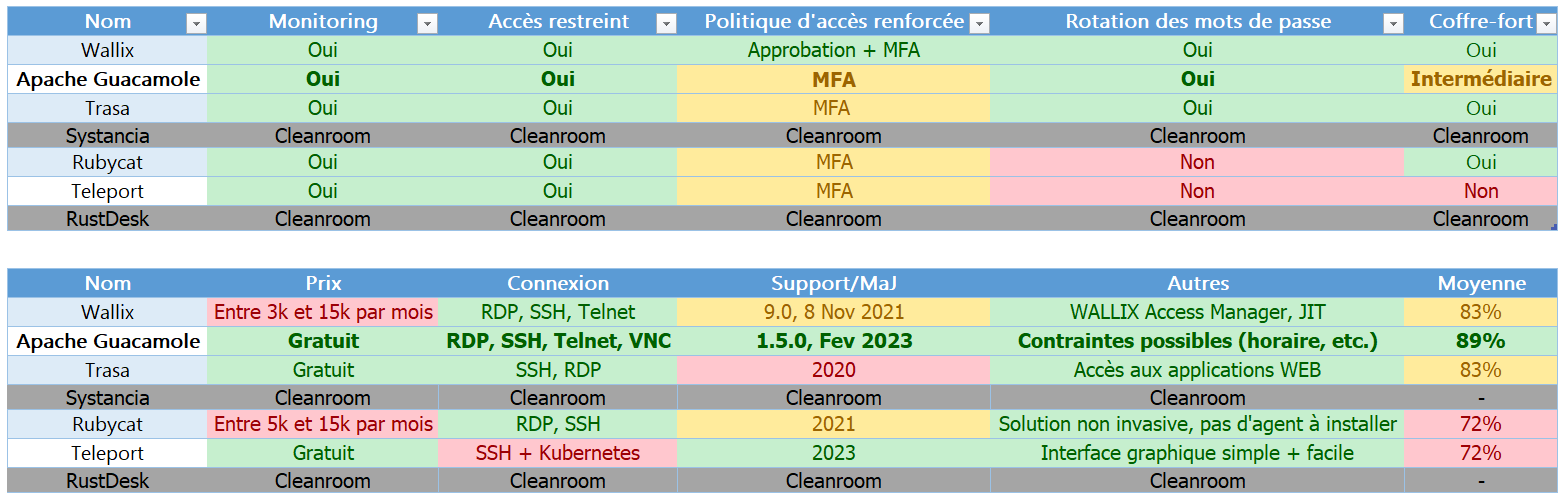 Nom Monitoring Accès restreint Politique d'accès renforcée Rotation des mots de passe Coffre-fort
Wallix Oui Oui Approbation + MFA Oui Oui
Apache Guacamole Oui Oui MFA Oui Intermédiaire
Trasa Oui Oui MFA Oui Oui
Systancia Cleanroom Cleanroom Cleanroom Cleanroom Cleanroom
Rubycat Oui Oui MFA Non Oui
Teleport Oui Oui MFA Non Non
RustDesk Cleanroom Cleanroom Cleanroom Cleanroom Cleanroom
Nom Prix Connexion Support/MaJ Autres Moyenne
Wallix Entre 3k et 15k par mois RDP, SSH, Telnet 9.0, 8 Nov 2021 WALLIX Access Manager, JIT 83%
Apache Guacamole Gratuit RDP, SSH, Telnet, VNC 1.5.0, Fev 2023 Contraintes possibles (horaire, etc.) 89%
Trasa Gratuit SSH, RDP 2020 Accès aux applications WEB 83%
Systancia Cleanroom Cleanroom Cleanroom Cleanroom -
Rubycat Entre 5k et 15k par mois RDP, SSH 2021 Solution non invasive, pas d'agent à installer 72%
Teleport Gratuit SSH + Kubernetes 2023 Interface graphique simple + facile 72%
RustDesk Cleanroom Cleanroom Cleanroom Cleanroom -